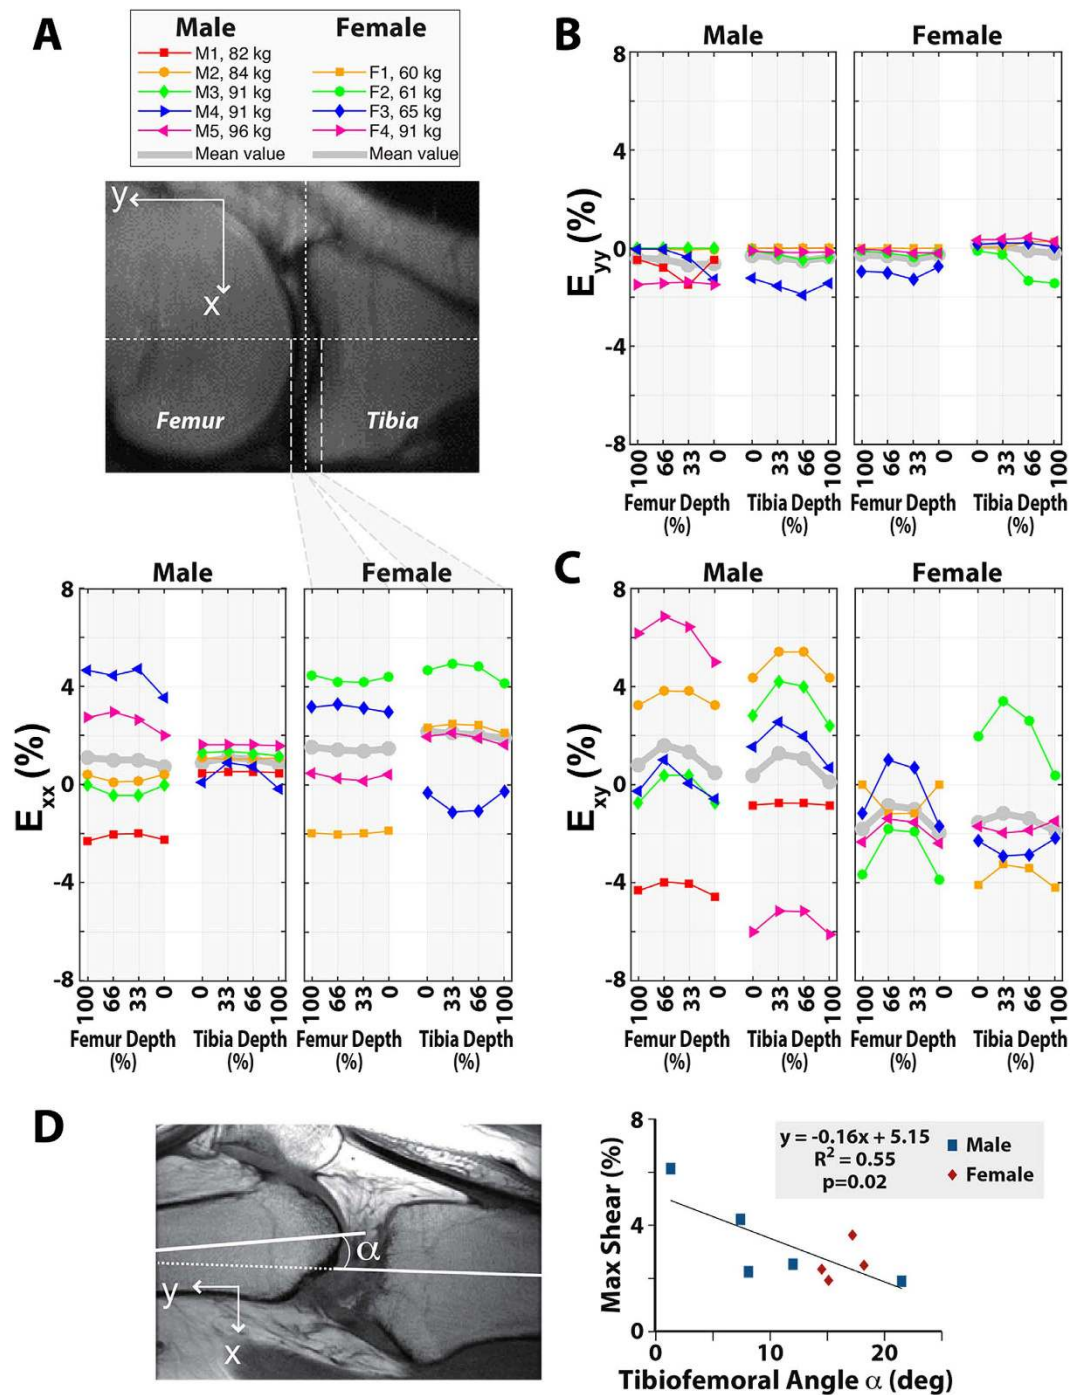 A
Male Female
M1, 82 kg
M2, 84 kg F1, 60 kg
M3, 91 kg F2, 61 kg
M4, 91 kg F3, 65 kg
M5, 96 kg F4, 91 kg
Mean value Mean value
y
x
Femur Tibia
Male Female
8
4
0
-4
-8
Exx (%)
100 66 33 0 0 33 66 100 100 66 33 0 0 33 66 100
Femur Depth (%) Tibia Depth (%) Femur Depth (%) Tibia Depth (%)
B
Male Female
8
4
0
-4
-8
Eyy (%)
100 66 33 0 0 33 66 100 100 66 33 0 0 33 66 100
Femur Depth (%) Tibia Depth (%) Femur Depth (%) Tibia Depth (%)
C
Male Female
8
4
0
-4
-8
Exy (%)
100 66 33 0 0 33 66 100 100 66 33 0 0 33 66 100
Femur Depth (%) Tibia Depth (%) Femur Depth (%) Tibia Depth (%)
D
α
y
x
8
4
0
Max Shear (%)
y = -0.16x + 5.15
R² = 0.55
p=0.02
Male
Female
0 10 20
Tibiofemoral Angle α (deg)